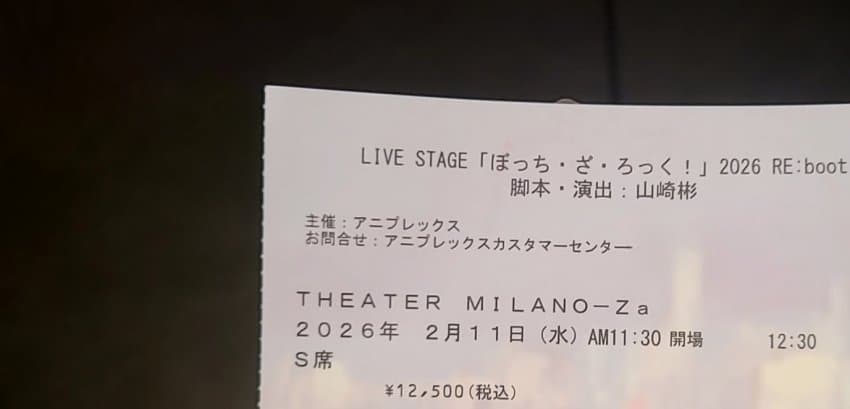 LIVE STAGE「ぼっち・ざ・ろっく!」2026 RE:boot
脚本・演出:山崎彬
主催:アニプレックス
お問合せ:アニプレックスカスタマーセンター
THEATER MILANO-Za
2026年 2月11日(水)AM11:30 開場 12:30
S席
¥12,500(税込)